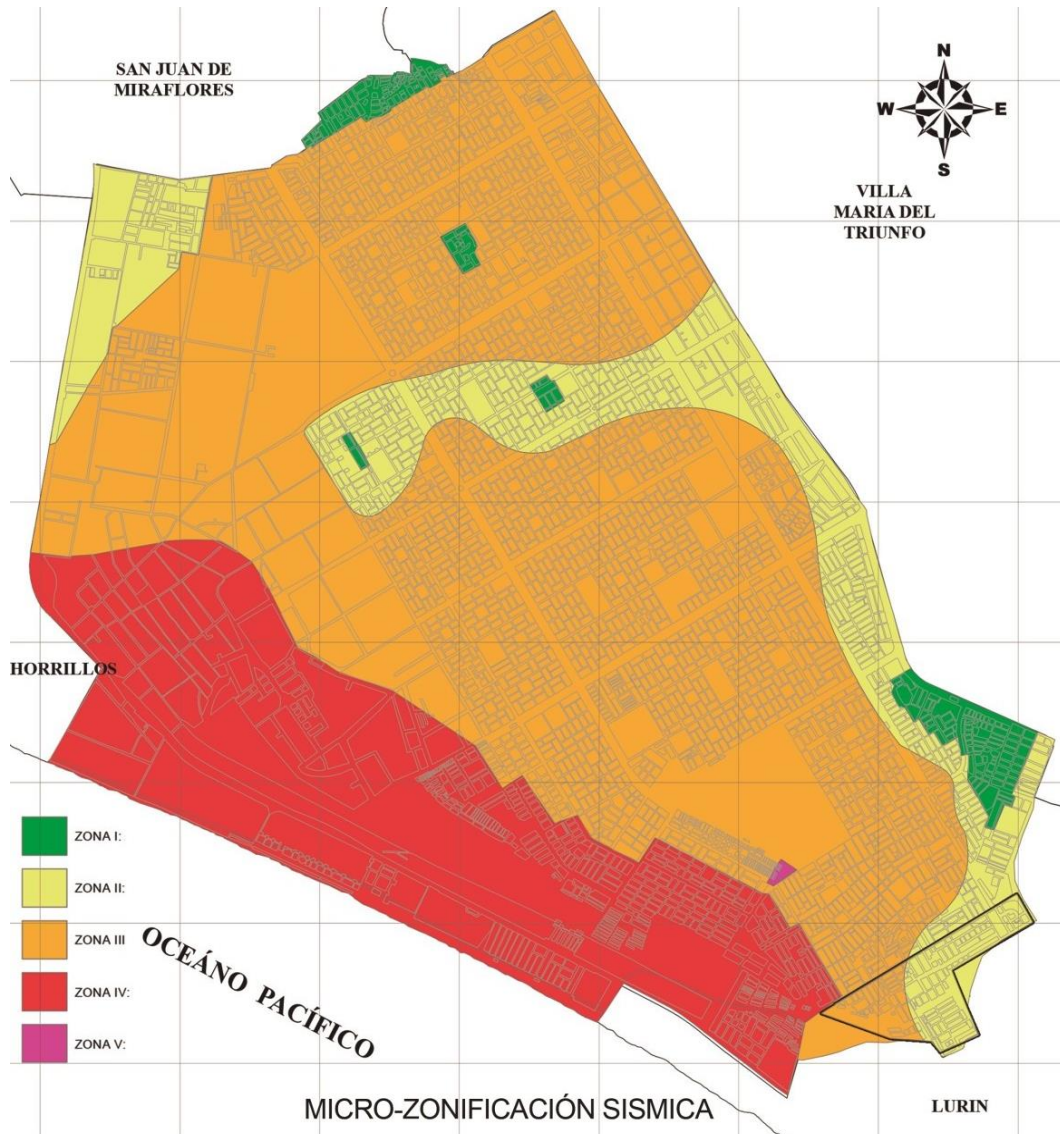 SAN JUAN DE
MIRAFLORES
N
W
E
S
VILLA
MARIA DEL
TRIUNFO
HORRILLOS
ZONA I:
ZONA II:
ZONA III
ZONA IV:
ZONA V:
OCEÁNO PACÍFICO
MICRO-ZONIFICACIÓN SISMICA
LURIN